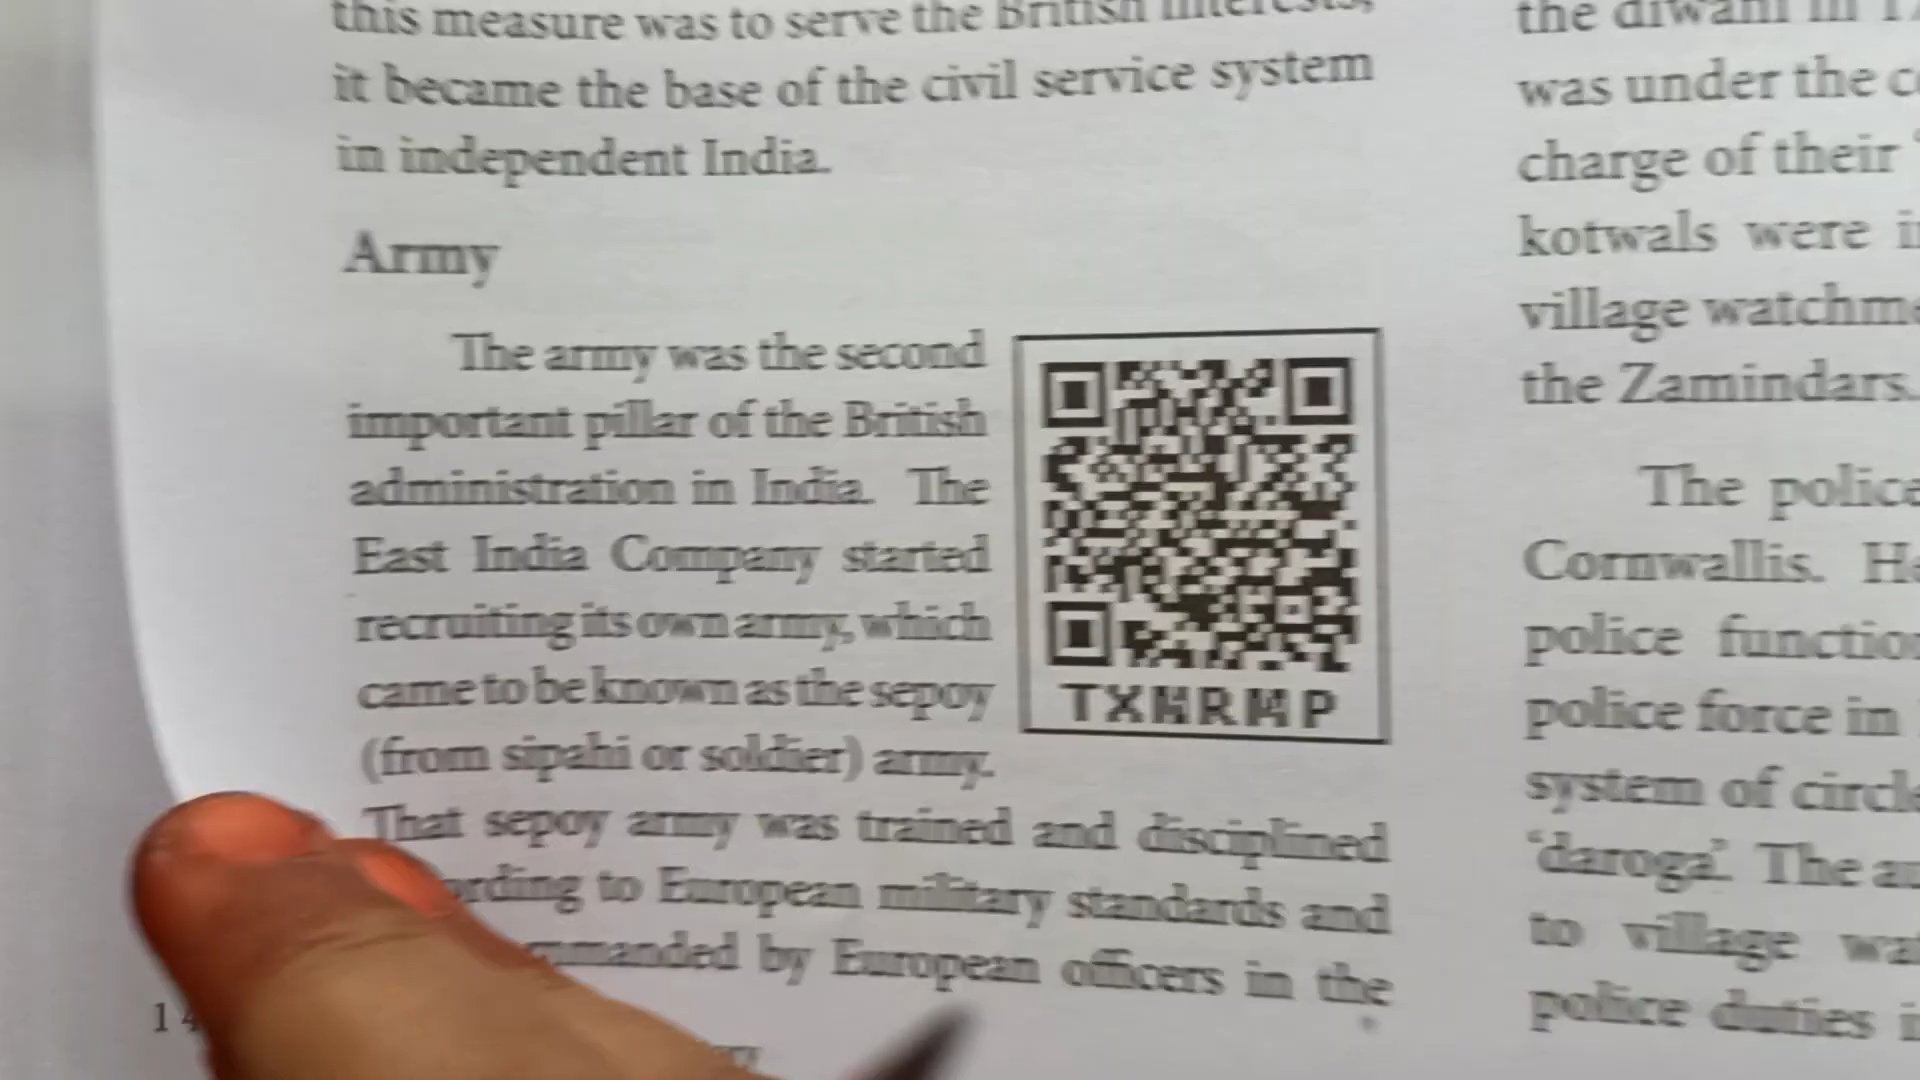 this measure was to serve the British interests,
it became the base of the civil service system
in independent India.
Army
The army was the second
important pillar of the British
administration in India. The
East India Company started
recruiting its own army, which
came to be known as the sepoy
(from sipahi or soldier) army.
TXMRMP
That sepoy army was trained and disciplined
to European military standards and
by European officers in the
the diwani in
was under the
charge of their
kotwals were
village
the Zamindars.
The police
Cornwallis.
police
police force in
system of
'daroga'. The
to village
police duties